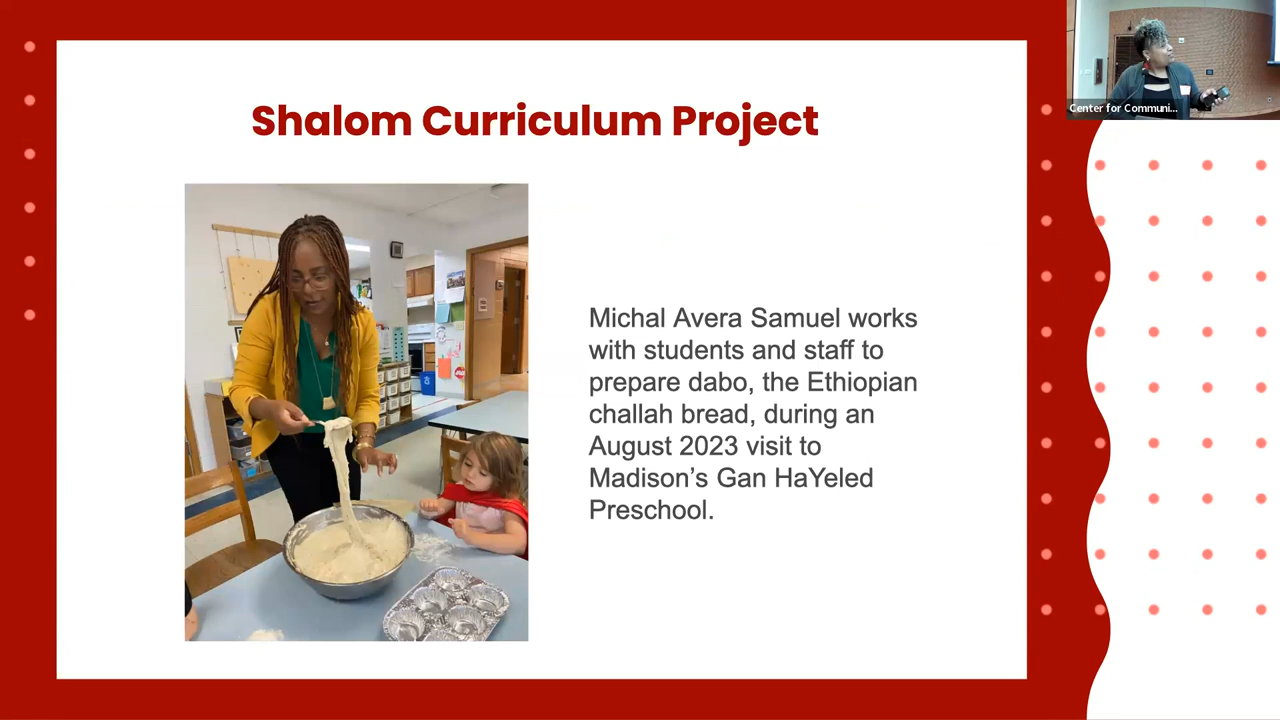 Shalom Curriculum Project
Center for Communi...
Michal Avera Samuel works
with students and staff to
prepare dabo, the Ethiopian
challah bread, during an
August 2023 visit to
Madison’s Gan HaYeled
Preschool.